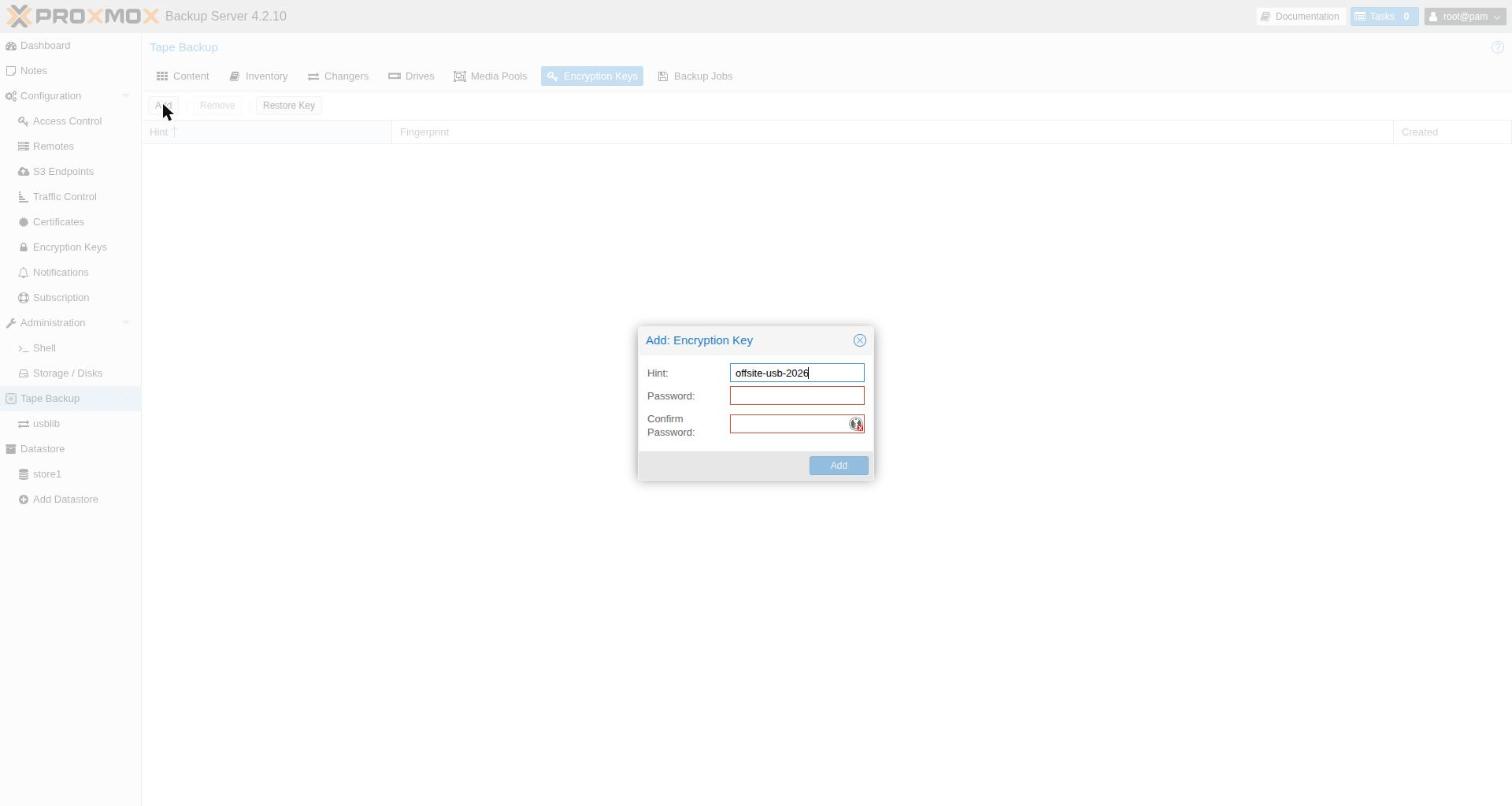 PROXMOX Backup Server 4.2.10
Documentation
Tasks 0
root@pam
Dashboard
Notes
Configuration
Access Control
Remotes
S3 Endpoints
Traffic Control
Certificates
Encryption Keys
Notifications
Subscription
Administration
Shell
Storage / Disks
Tape Backup
usblib
Datastore
store1
Add Datastore
Tape Backup
Content
Inventory
Changers
Drives
Media Pools
Encryption Keys
Backup Jobs
Add
Remove
Restore Key
Hint
Fingerprint
Created
Add: Encryption Key
Hint:
offsite-usb-2026
Password:
Confirm
Password:
Add